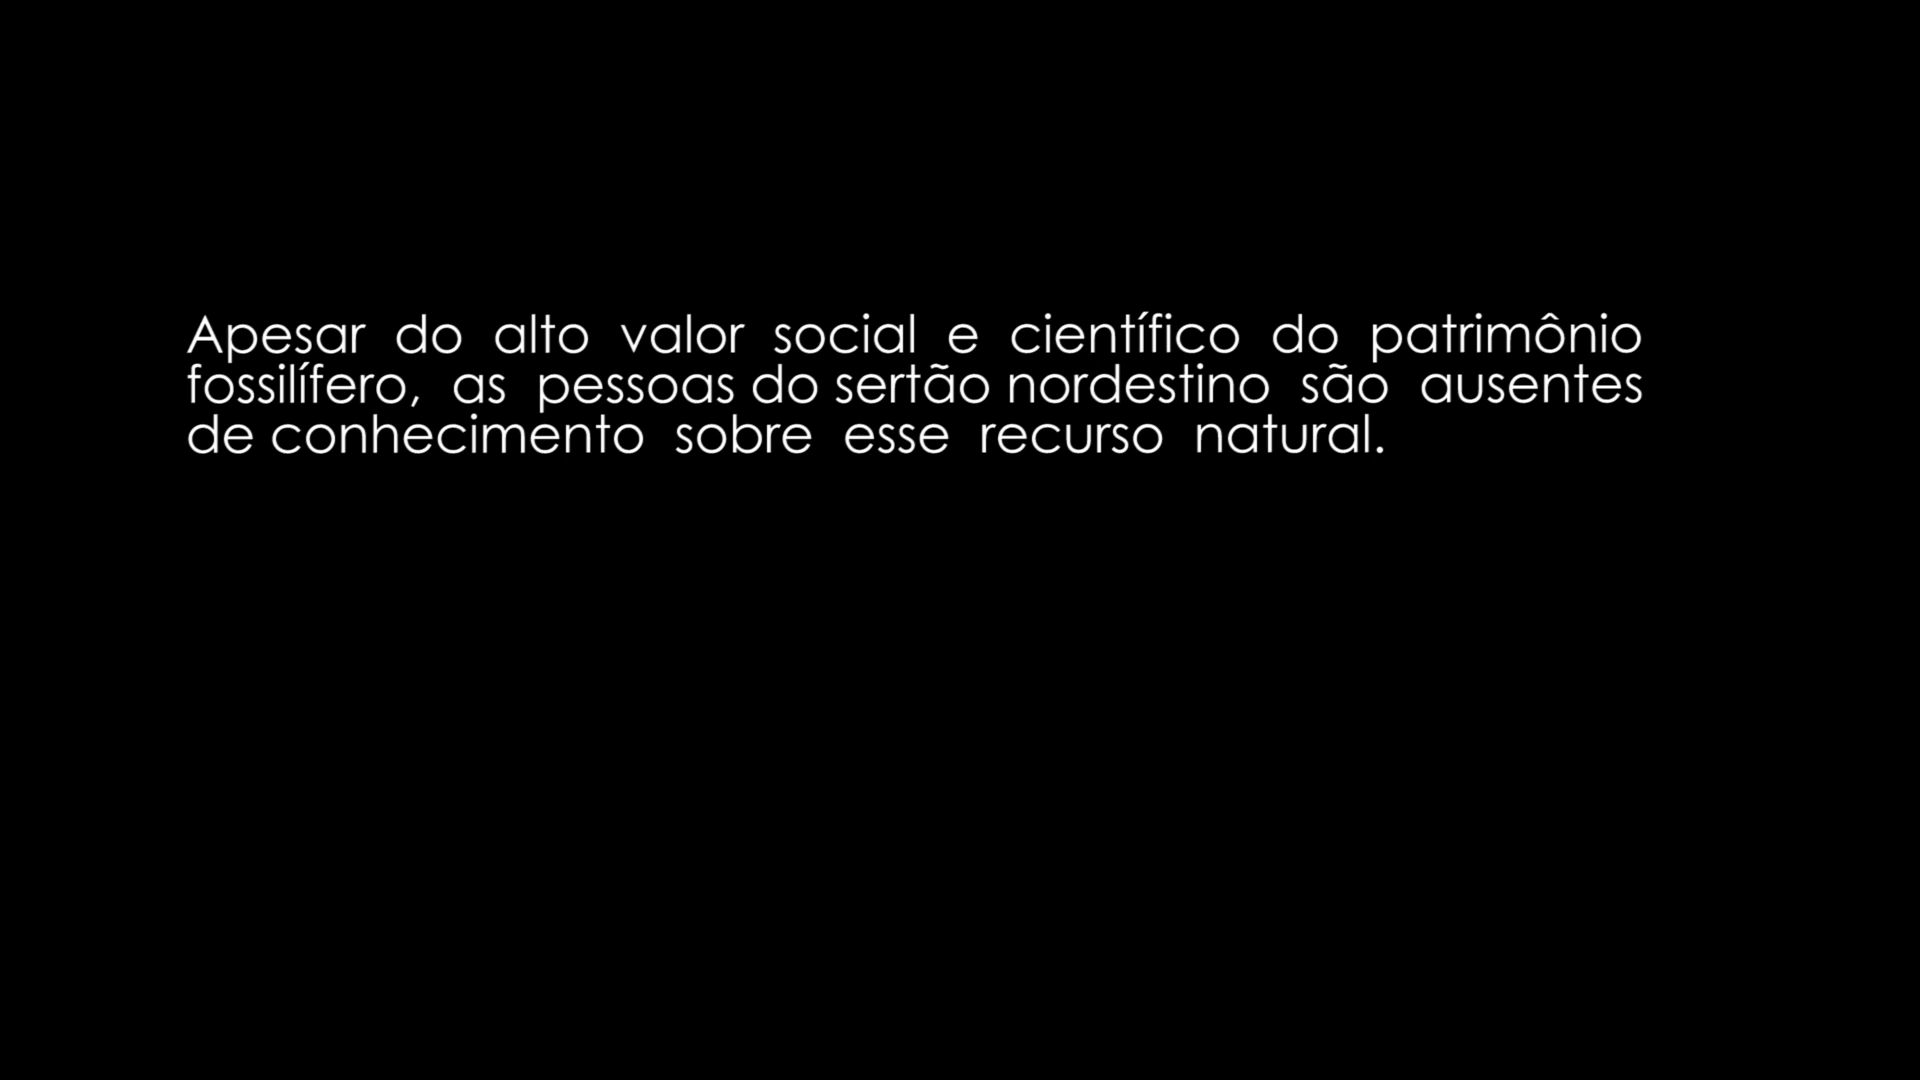 Apesar do alto valor social e científico do patrimônio
fossilífero, as pessoas do sertão nordestino são ausentes
de conhecimento sobre esse recurso natural.